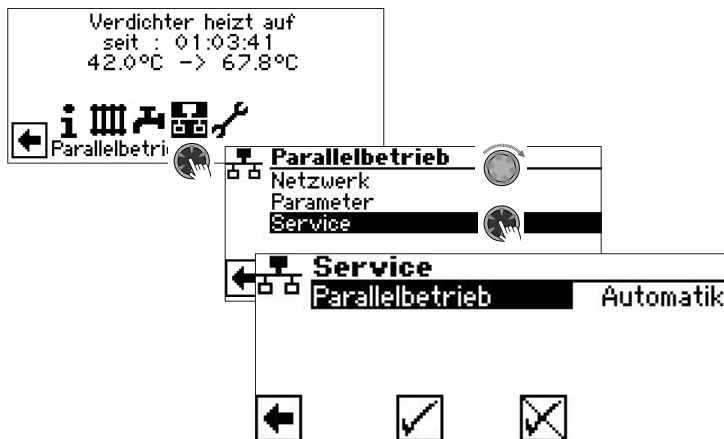 Verdichter heizt auf
seit : 01:03:41
42.0°C -> 67.8°C
Parallelbetri
Parallelbetrieb
Netzwerk
Parameter
Service
Service
Parallelbetrieb Automatik